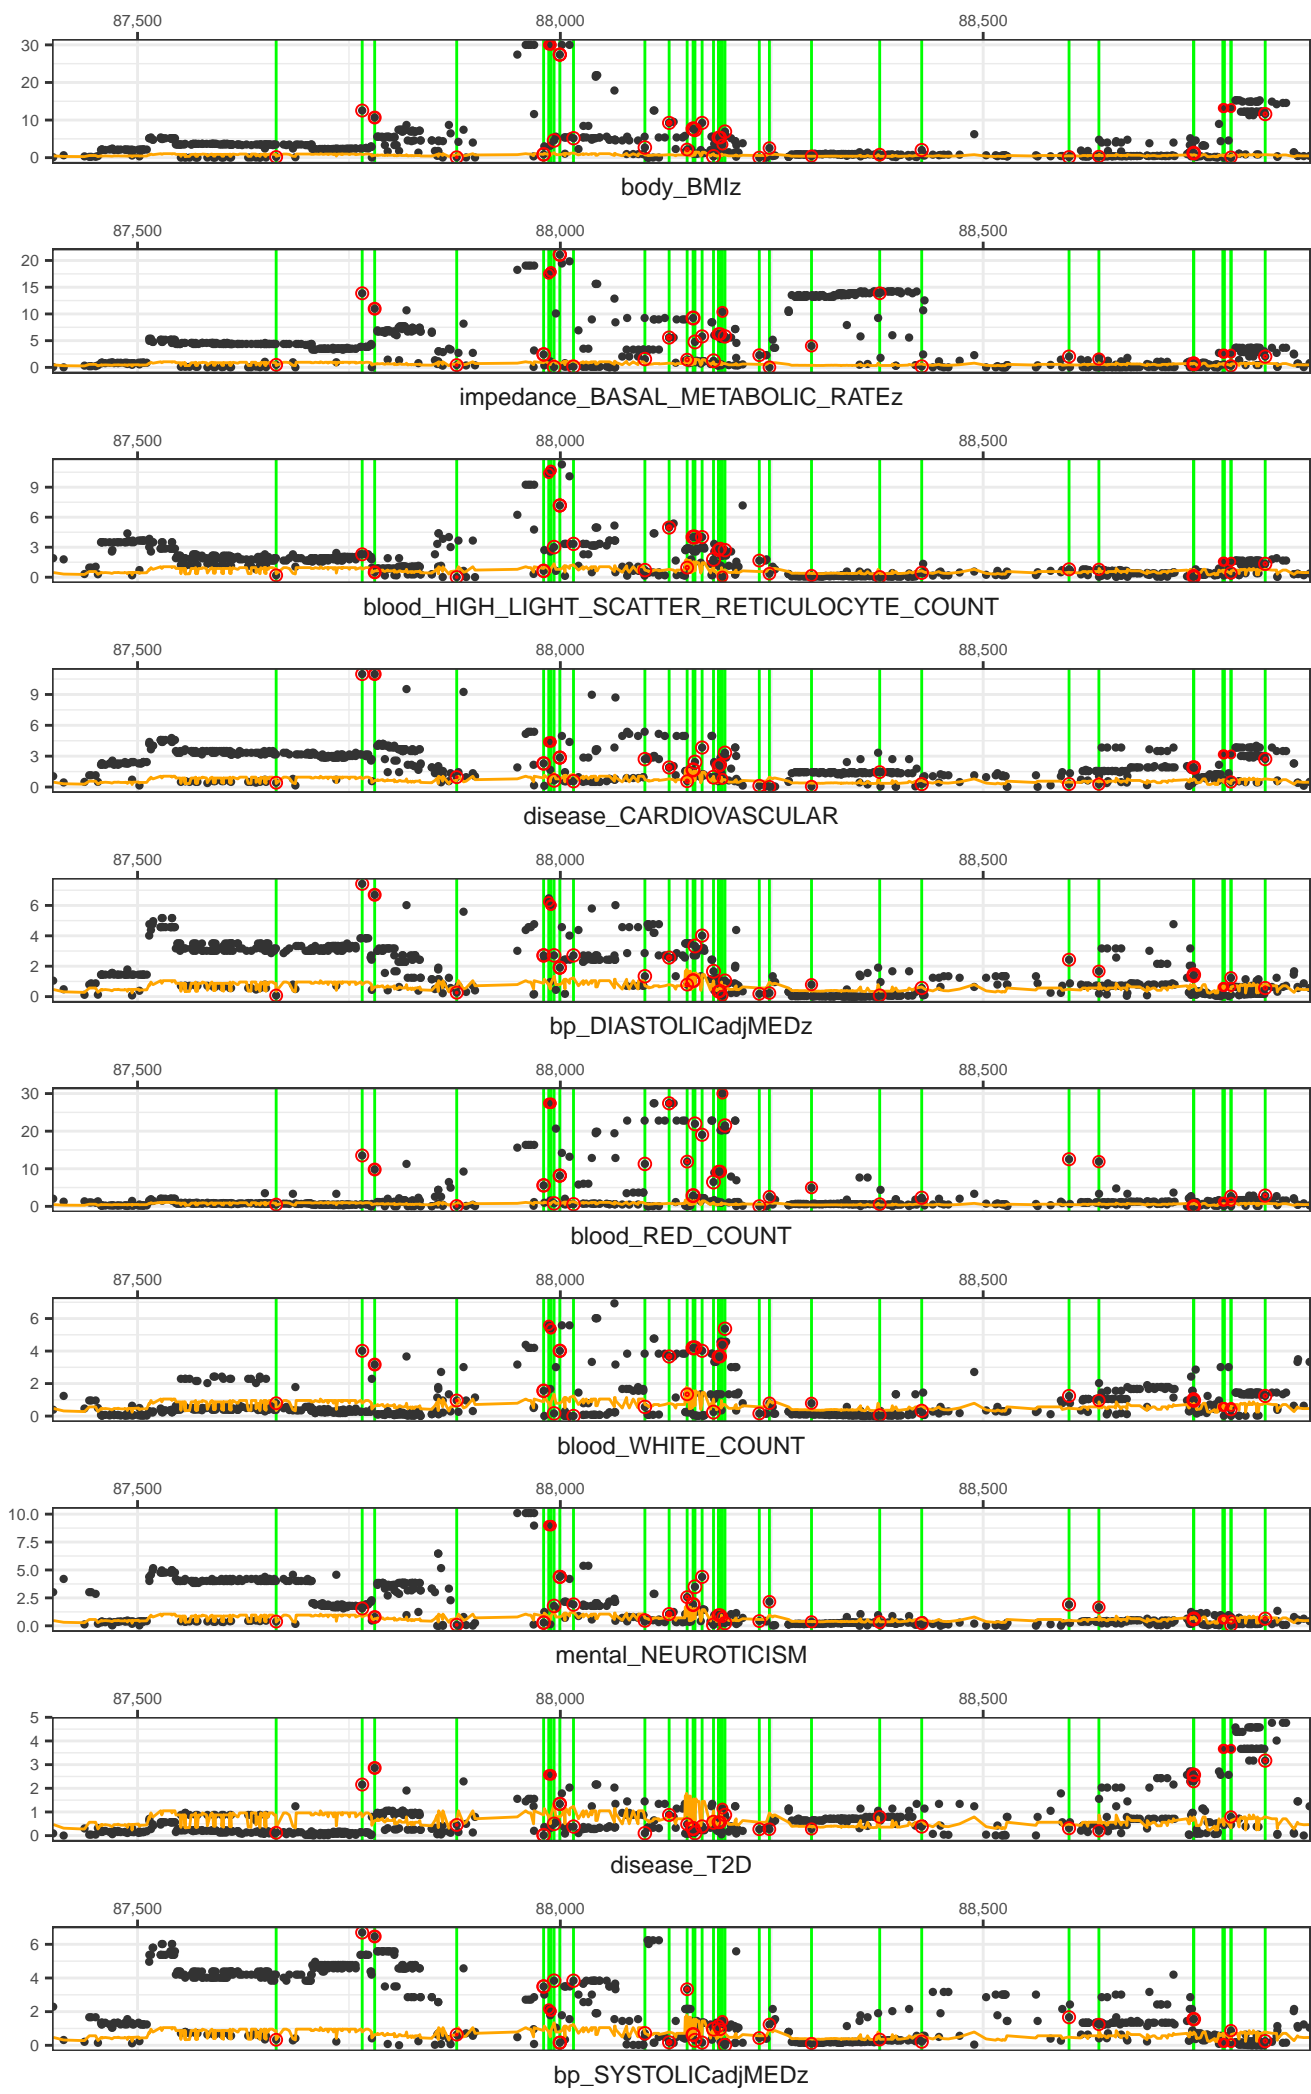 87,500 88,000 88,500
30
20
10
0
body_BMIz
87,500 88,000 88,500
20
15
10
5
0
impedance_BASAL_METABOLIC_RATEz
87,500 88,000 88,500
9
6
3
0
blood_HIGH_LIGHT_SCATTER_RETICULOCYTE_COUNT
87,500 88,000 88,500
9
6
3
0
disease_CARDIOVASCULAR
87,500 88,000 88,500
6
4
2
0
bp_DIASTOLICadjMEDz
87,500 88,000 88,500
30
20
10
0
blood_RED_COUNT
87,500 88,000 88,500
6
4
2
0
blood_WHITE_COUNT
87,500 88,000 88,500
10.0
7.5
5.0
2.5
0.0
mental_NEUROTICISM
87,500 88,000 88,500
5
4
3
2
1
0
disease_T2D
87,500 88,000 88,500
6
4
2
0
bp_SYSTOLICadjMEDz